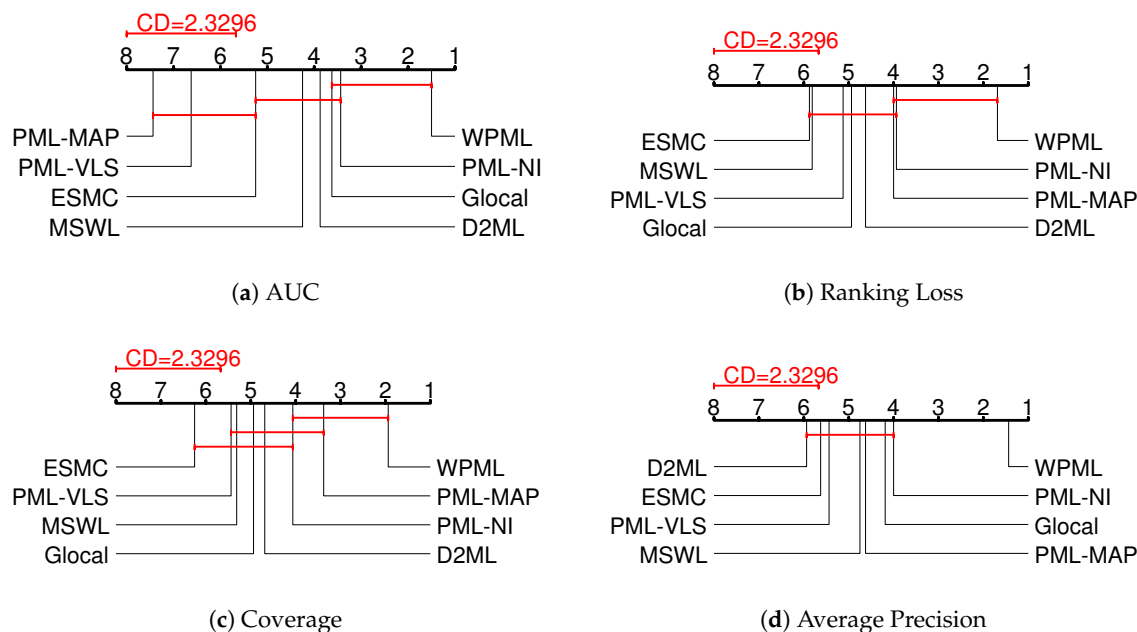 CD=2.3296
8 7 6 5 4 3 2 1
PML-MAP WPML
PML-VLS PML-NI
ESMC Glocal
MSWL D2ML
(a) AUC
CD=2.3296
8 7 6 5 4 3 2 1
ESMC WPML
MSWL PML-NI
PML-VLS PML-MAP
Glocal D2ML
(b) Ranking Loss
CD=2.3296
8 7 6 5 4 3 2 1
ESMC WPML
PML-VLS PML-MAP
MSWL PML-NI
Glocal D2ML
(c) Coverage
CD=2.3296
8 7 6 5 4 3 2 1
D2ML WPML
ESMC PML-NI
PML-VLS Glocal
MSWL PML-MAP
(d) Average Precision